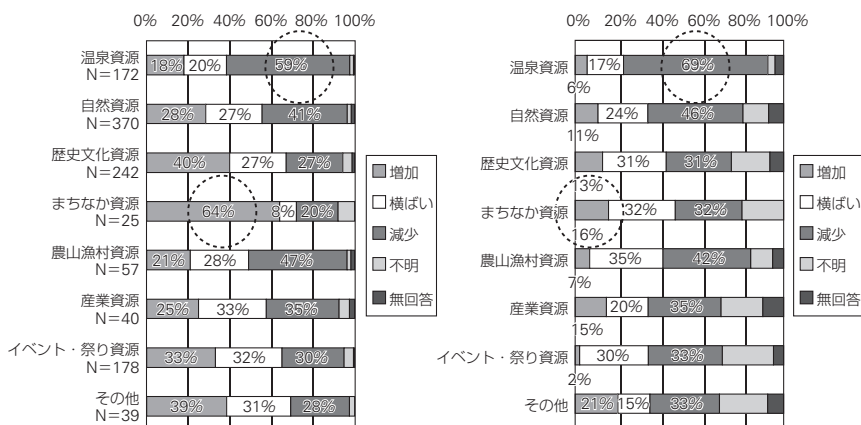 0% 20% 40% 60% 80% 100%
温泉資源
N=172
18% 20% 59%
自然資源
N=370
28% 27% 41%
歴史文化資源
N=242
40% 27% 27%
まちなか資源
N=25
64% 8% 20%
農山漁村資源
N=57
21% 28% 47%
産業資源
N=40
25% 33% 35%
イベント・祭り資源
N=178
33% 32% 30%
その他
N=39
39% 31% 28%
増加
横ばい
減少
不明
無回答
0% 20% 40% 60% 80% 100%
温泉資源
17% 69%
6%
自然資源
24% 46%
11%
歴史文化資源
31% 31%
13%
まちなか資源
32% 32%
16%
農山漁村資源
35% 42%
7%
産業資源
20% 35%
15%
イベント・祭り資源
30% 33%
2%
その他
21% 15% 33%
増加
横ばい
減少
不明
無回答